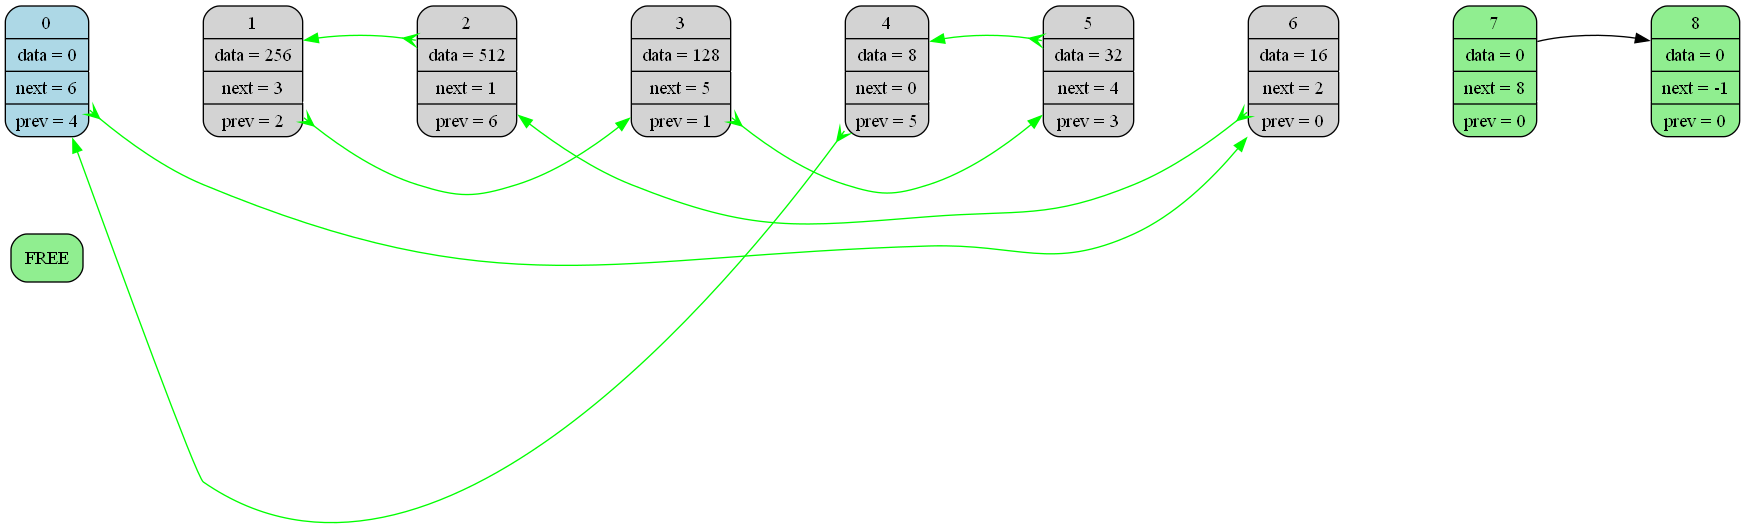 0
data = 0
next = 6
prev = 4
1
data = 256
next = 3
prev = 2
2
data = 512
next = 1
prev = 6
3
data = 128
next = 5
prev = 1
4
data = 8
next = 0
prev = 5
5
data = 32
next = 4
prev = 3
6
data = 16
next = 2
prev = 0
7
data = 0
next = 8
prev = 0
8
data = 0
next = -1
prev = 0
FREE